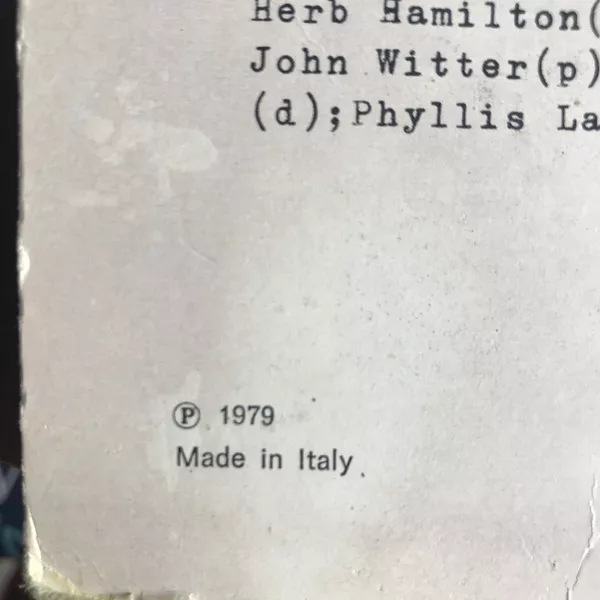 Herb Hamilton(
John Witter(p)
(d);Phyllis La
℗ 1979
Made in Italy.